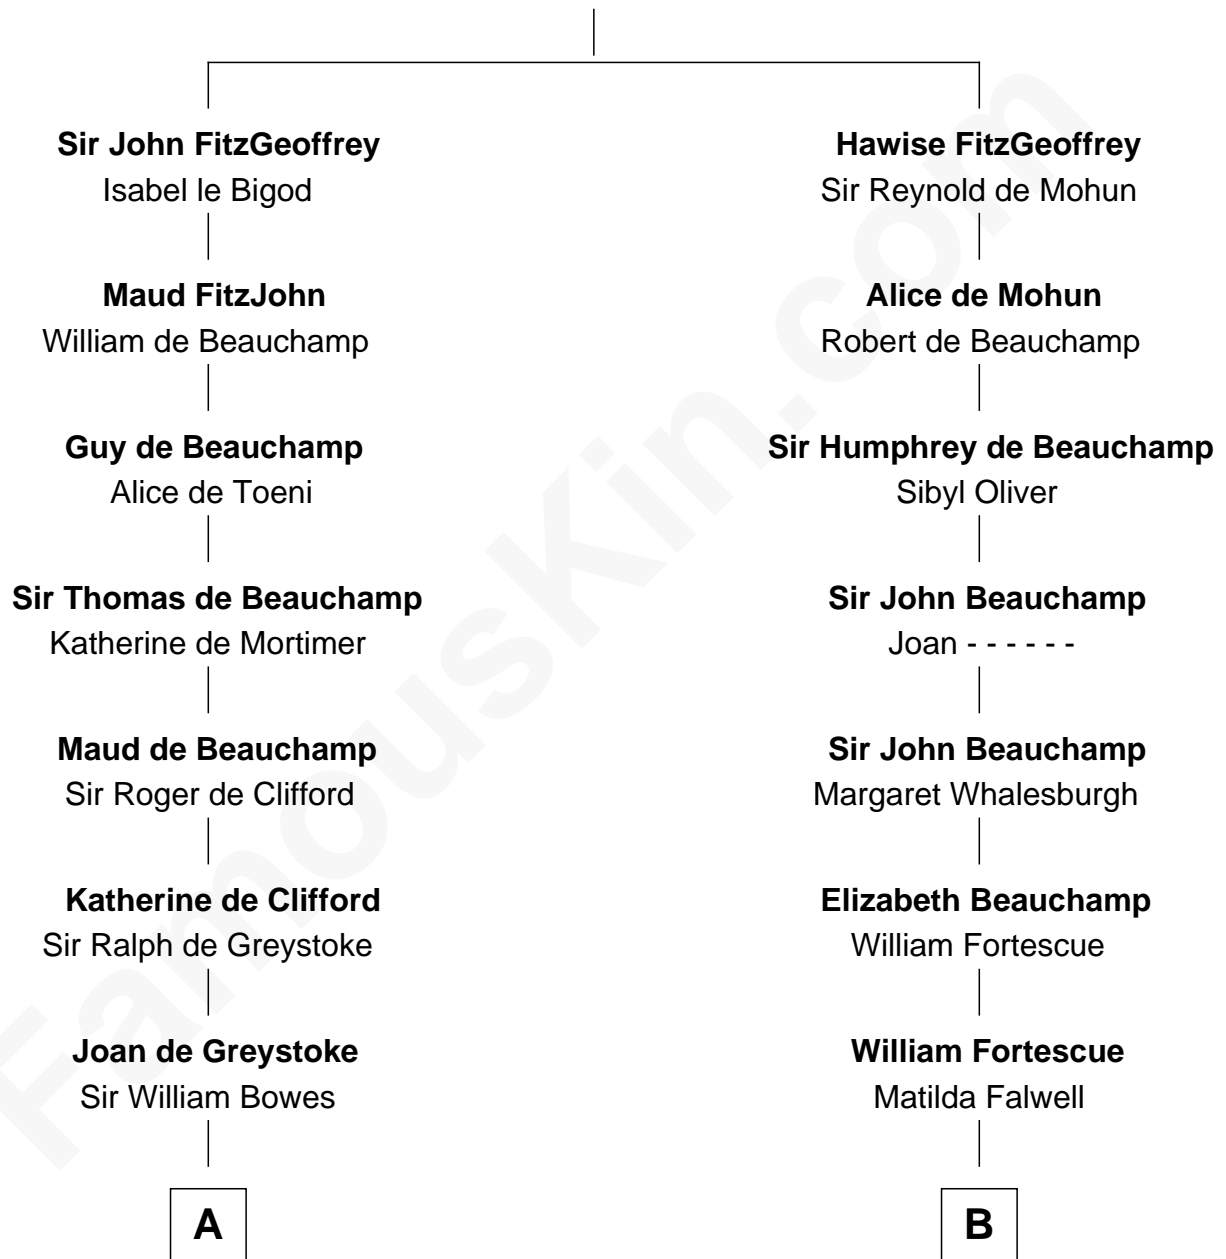 Sir John FitzGeoffrey
Isabel le Bigod
Maud FitzJohn
William de Beauchamp
Guy de Beauchamp
Alice de Toeni
Sir Thomas de Beauchamp
Katherine de Mortimer
Maud de Beauchamp
Sir Roger de Clifford
Katherine de Clifford
Sir Ralph de Greystoke
Joan de Greystoke
Sir William Bowes
A
Hawise FitzGeoffrey
Sir Reynold de Mohun
Alice de Mohun
Robert de Beauchamp
Sir Humphrey de Beauchamp
Sibyl Oliver
Sir John Beauchamp
Joan - - - - - -
Sir John Beauchamp
Margaret Whalesburgh
Elizabeth Beauchamp
William Fortescue
William Fortescue
Matilda Falwell
B
FamousKin.com